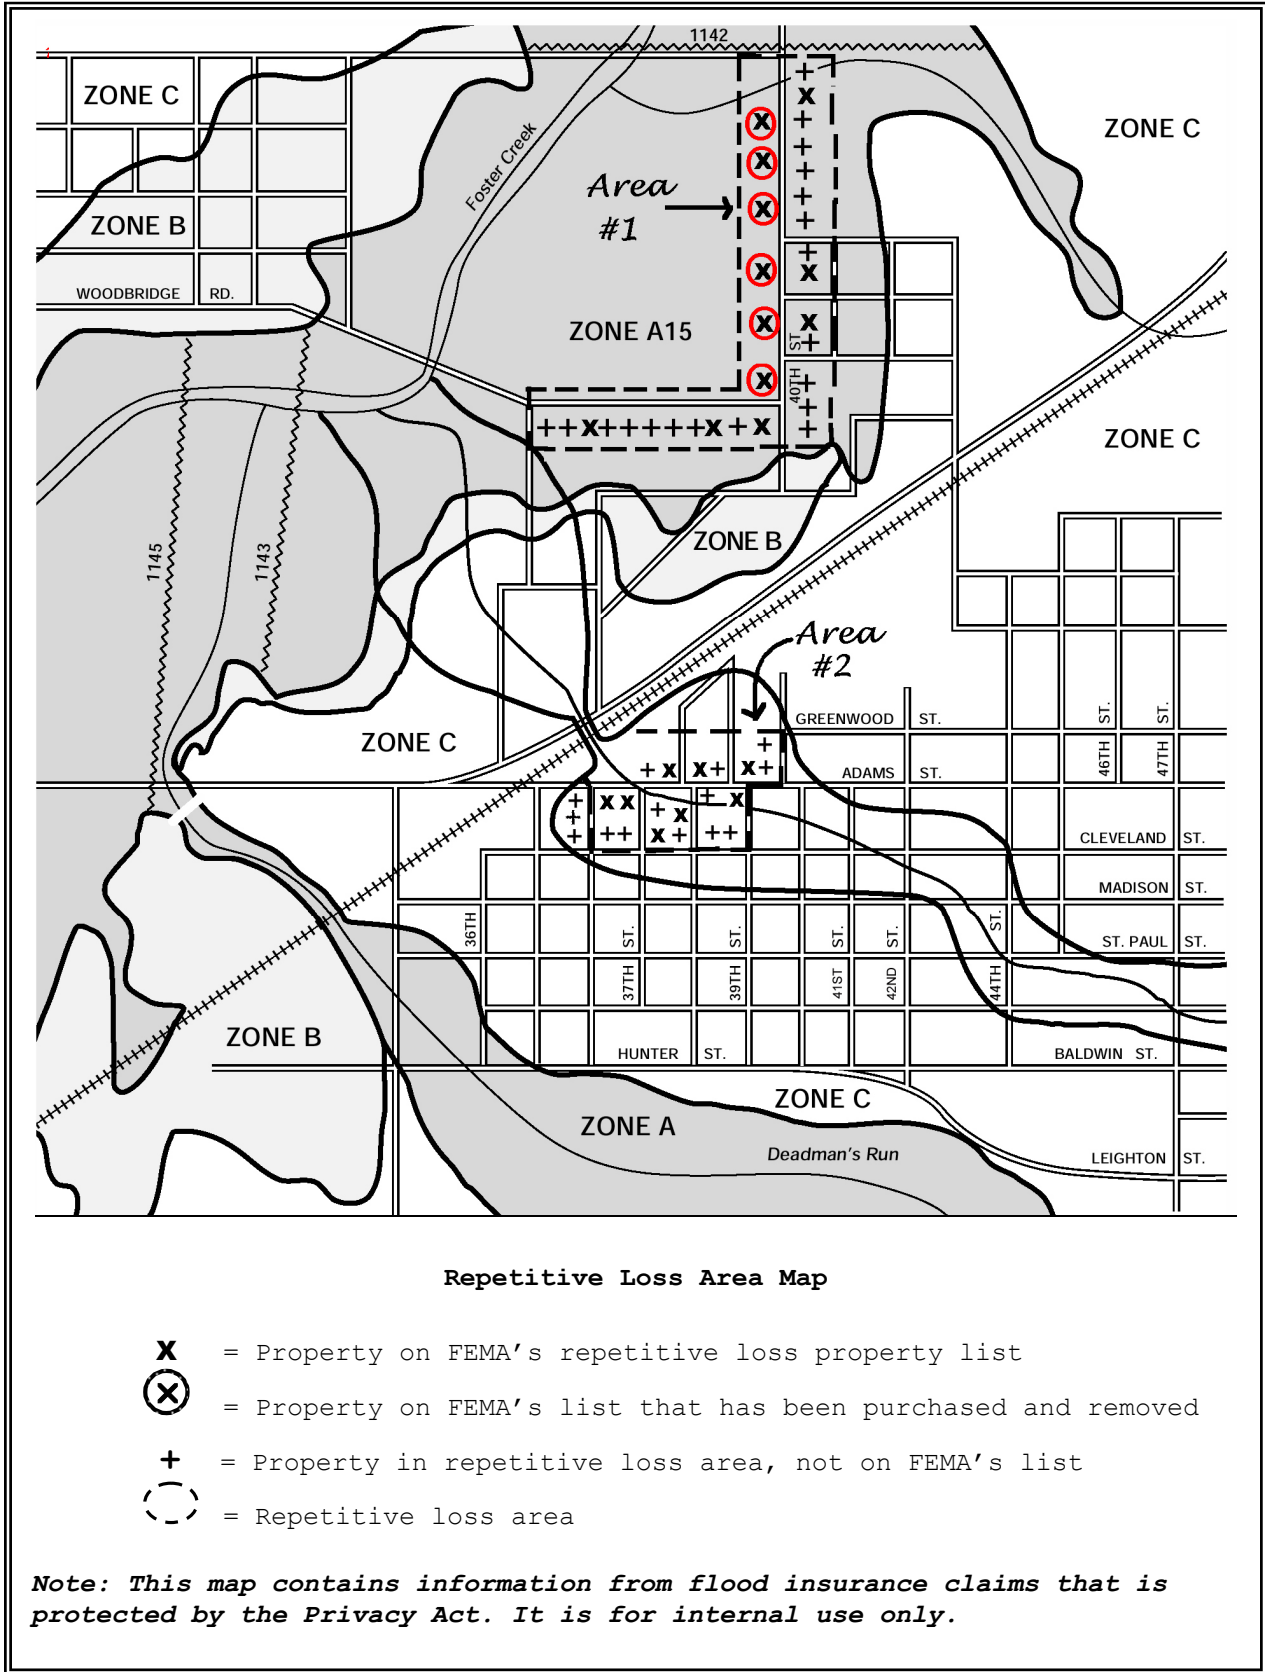 1142
1
ZONE C
ZONE C
Foster Creek
Area
#1
ZONE B
WOODBRIDGE RD.
ZONE A15
40TH ST
ZONE C
ZONE B
1145
1143
Area
#2
GREENWOOD ST.
46TH ST.
47TH ST.
ZONE C
ADAMS ST.
CLEVELAND ST.
MADISON ST.
36TH
37TH ST.
39TH ST.
41ST ST.
42ND ST.
44TH ST.
ST. PAUL ST.
ZONE B
HUNTER ST.
BALDWIN ST.
ZONE C
ZONE A
Deadman's Run
LEIGHTON ST.
Repetitive Loss Area Map
x = Property on FEMA's repetitive loss property list
x = Property on FEMA's list that has been purchased and removed
+ = Property in repetitive loss area, not on FEMA's list
= Repetitive loss area
Note: This map contains information from flood insurance claims that is
protected by the Privacy Act. It is for internal use only.